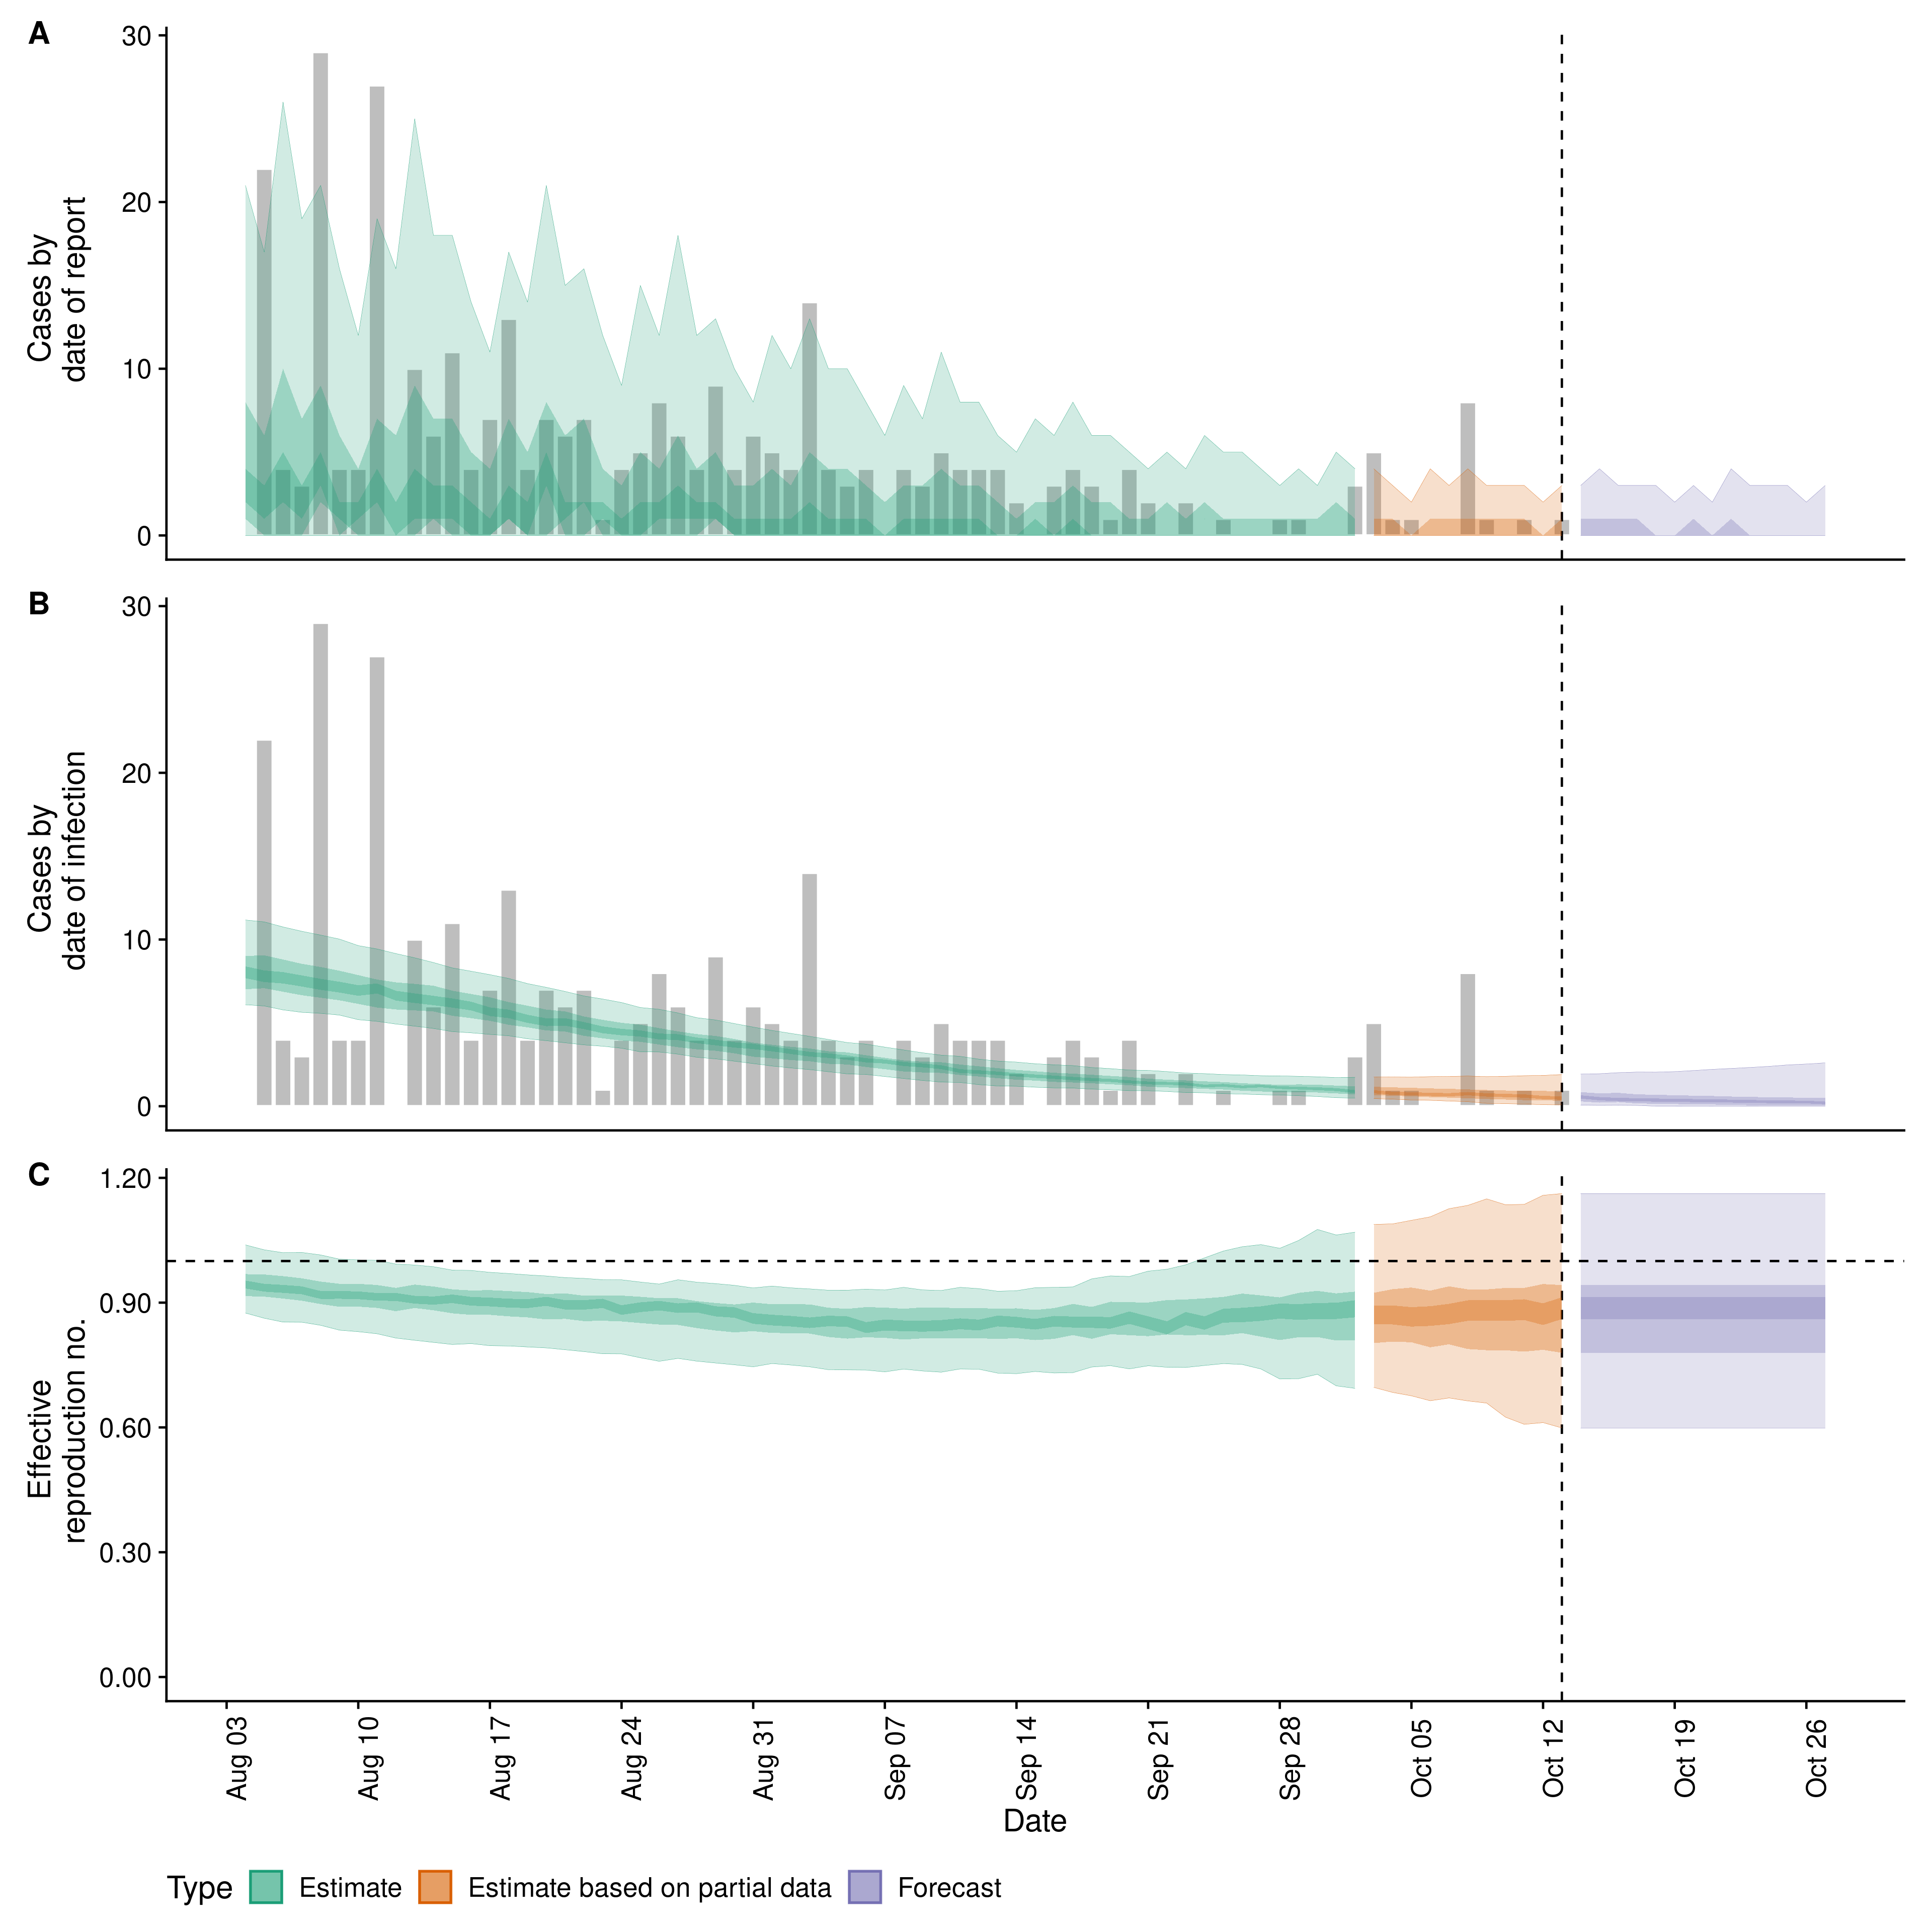 A
30
20
10
0
Cases by
date of report
B
30
20
10
0
Cases by
date of infection
C
1.20
0.90
0.60
0.30
0.00
Effective
reproduction no.
Aug 03
Aug 10
Aug 17
Aug 24
Aug 31
Sep 07
Sep 14
Sep 21
Sep 28
Oct 05
Oct 12
Oct 19
Oct 26
Date
Type Estimate Estimate based on partial data Forecast